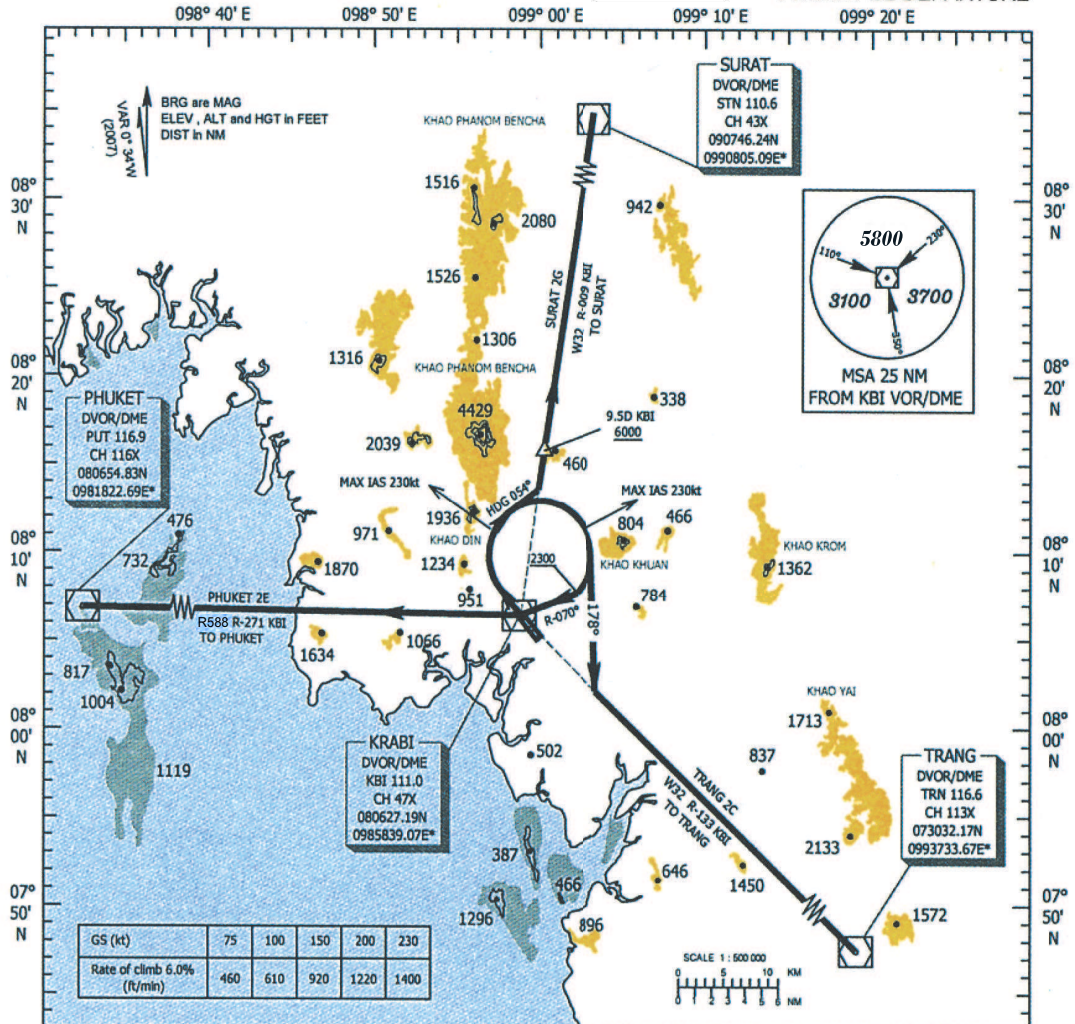 098° 40'
098° 50'
099° 00'
099° 10'
099° 20'
VAR 0° 34'W
(2007)
BRG are MAG
ELEV , ALT and HGT in FEET
DIST in NM
SURAT
DVOR/DME
STN 110.6
CH 43X
090746.24N
0990805.09E*
KHAO PHANOM BENCHA
1516
2080
942
1526
1306
08°
30'
N
08°
30'
N
5800
110°
230°
3100
3700
350°
MSA 25 NM
FROM KBI VOR/DME
SURAT 2G
W32 R-009 KBI
TO SURAT
1316
KHAO PHANOM BENCHA
08°
20'
N
08°
20'
N
PHUKET
DVOR/DME
PUT 116.9
CH 116X
080654.83N
0981822.69E*
4429
2039
338
9.5D KBI
6000
460
MAX IAS 230kt
HDG 054°
MAX IAS 230kt
1936
KHAO DIN
971
1234
951
804
466
KHAO KHUAN
KHAO KROM
1362
476
732
1870
2300
784
08°
10'
N
08°
10'
N
PHUKET 2E
R588 R-271 KBI
TO PHUKET
R-070°
178°
1634
1066
817
1004
1119
KHAO YAI
1713
837
08°
00'
N
08°
00'
N
KRABI
DVOR/DME
KBI 111.0
CH 47X
080627.19N
0985839.07E*
502
TRANG 2C
W32 R-133 KBI
TO TRANG
TRANG
DVOR/DME
TRN 116.6
CH 113X
073032.17N
0993733.67E*
2133
387
466
646
1450
1296
896
1572
07°
50'
N
07°
50'
N
GS (kt) 75 100 150 200 230
Rate of climb 6.0%
(ft/min) 460 610 920 1220 1400
SCALE 1 : 500 000
0 5 10 KM
0 1 2 3 4 5 6 NM